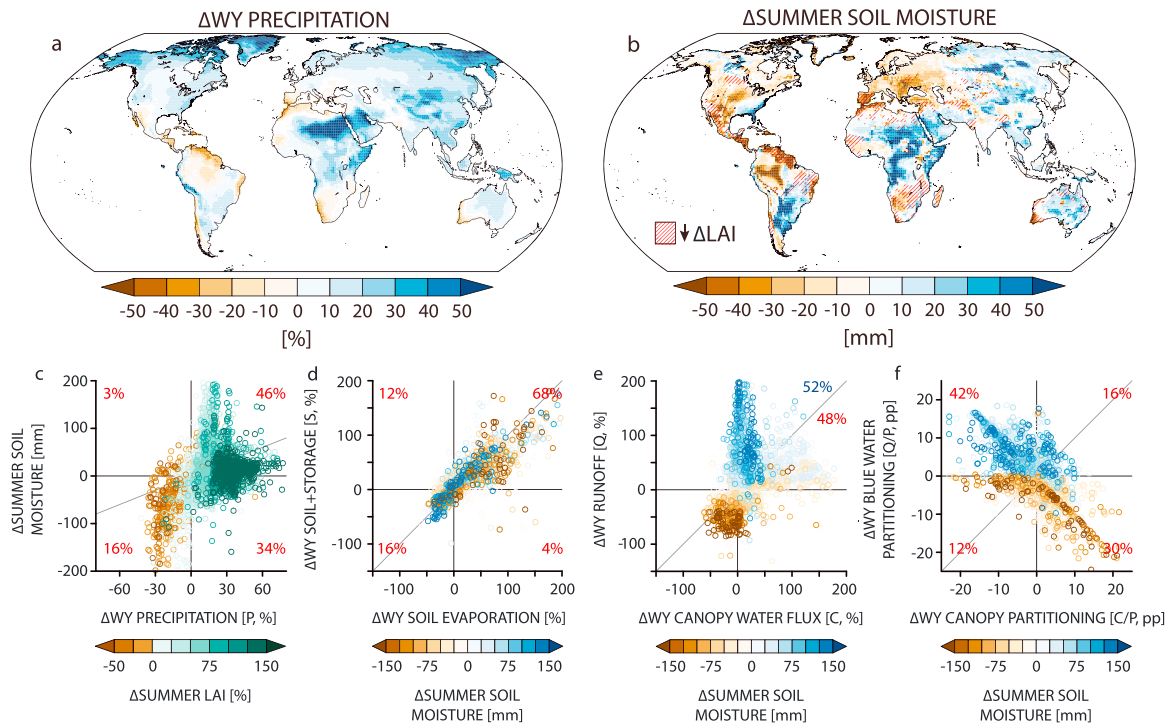 ΔWY PRECIPITATION
ΔSUMMER SOIL MOISTURE
a
b
↓ΔLAI
-50 -40 -30 -20 -10 0 10 20 30 40 50
[%]
-50 -40 -30 -20 -10 0 10 20 30 40 50
[mm]
c
ΔSUMMER SOIL
MOISTURE [mm]
200
100
0
-100
-200
3%
46%
16%
34%
-60 -30 0 30 60
ΔWY PRECIPITATION [P, %]
-50 0 75 150
ΔSUMMER LAI [%]
d
ΔWY SOIL+STORAGE [S, %]
200
100
0
-100
12%
68%
16%
4%
-100 0 50 100 150 200
ΔWY SOIL EVAPORATION [%]
-150 -75 0 75 150
ΔSUMMER SOIL
MOISTURE [mm]
e
ΔWY RUNOFF [Q, %]
200
100
0
-100
52%
48%
-100 0 100 200
ΔWY CANOPY WATER FLUX [C, %]
-150 -75 0 75 150
ΔSUMMER SOIL
MOISTURE [mm]
f
ΔWY BLUE WATER
PARTITIONING [Q/P, pp]
20
10
0
-10
-20
42%
16%
12%
30%
-20 -10 0 10 20
ΔWY CANOPY PARTITIONING [C/P, pp]
-150 -75 0 75 150
ΔSUMMER SOIL
MOISTURE [mm]